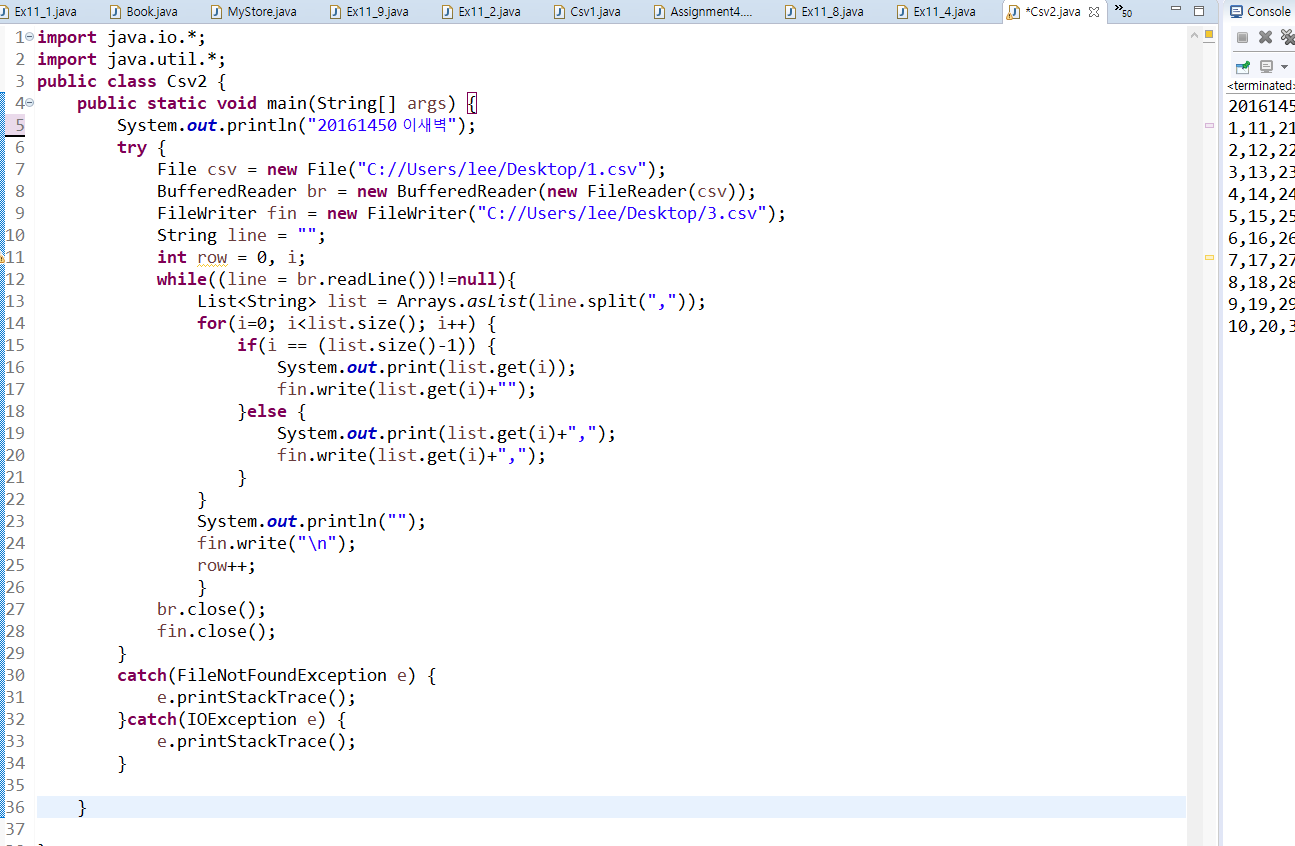 Ex11_1.java Book.java MyStore.java Ex11_9.java Ex11_2.java Csv1.java Assignment4.... Ex11_8.java Ex11_4.java *Csv2.java »50 Console
1 import java.io.*;
2 import java.util.*;
3 public class Csv2 {
4     public static void main(String[] args) {
5         System.out.println("20161450 이새벽");
6         try {
7             File csv = new File("C://Users/lee/Desktop/1.csv");
8             BufferedReader br = new BufferedReader(new FileReader(csv));
9             FileWriter fin = new FileWriter("C://Users/lee/Desktop/3.csv");
10             String line = "";
11             int row = 0, i;
12             while((line = br.readLine())!=null){
13                 List<String> list = Arrays.asList(line.split(","));
14                 for(i=0; i<list.size(); i++) {
15                     if(i == (list.size()-1)) {
16                         System.out.print(list.get(i));
17                         fin.write(list.get(i)+"");
18                     }else {
19                         System.out.print(list.get(i)+",");
20                         fin.write(list.get(i)+",");
21                     }
22                 }
23                 System.out.println("");
24                 fin.write("\n");
25                 row++;
26                 }
27             br.close();
28             fin.close();
29         }
30         catch(FileNotFoundException e) {
31             e.printStackTrace();
32         }catch(IOException e) {
33             e.printStackTrace();
34         }
35
36     }
37
<terminated>
2016145
1,11,21
2,12,22
3,13,23
4,14,24
5,15,25
6,16,26
7,17,27
8,18,28
9,19,29
10,20,3